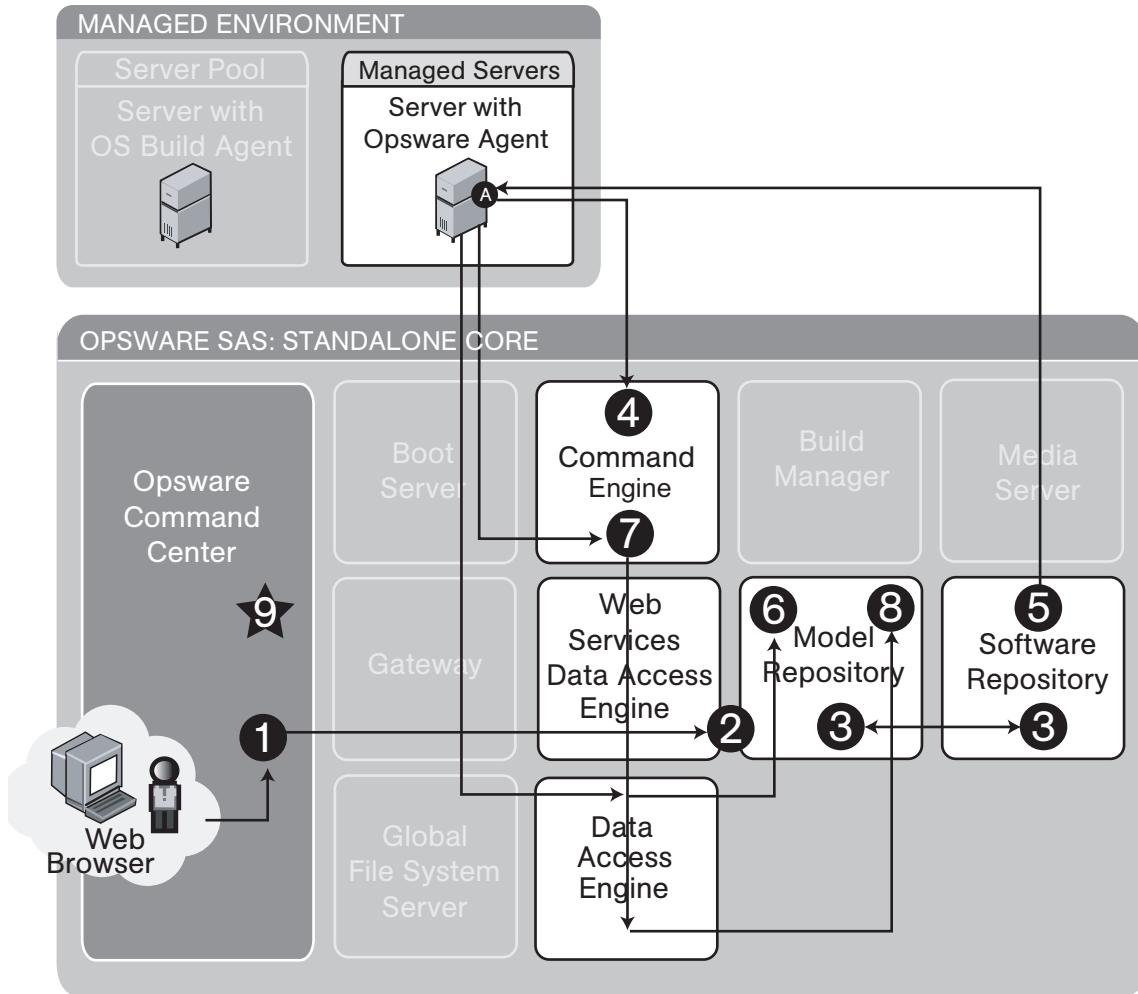 MANAGED ENVIRONMENT
Server Pool
Server with
OS Build Agent
Managed Servers
Server with
Opsware Agent
A
OPSWARE SAS: STANDALONE CORE
Opsware
Command
Center
9
1
Web
Browser
Boot
Server
4
Command
Engine
7
Build
Manager
Media
Server
Gateway
Web
Services
Data Access
Engine
2
6
8
Model
Repository
3
5
Software
Repository
3
Global
File System
Server
Data
Access
Engine